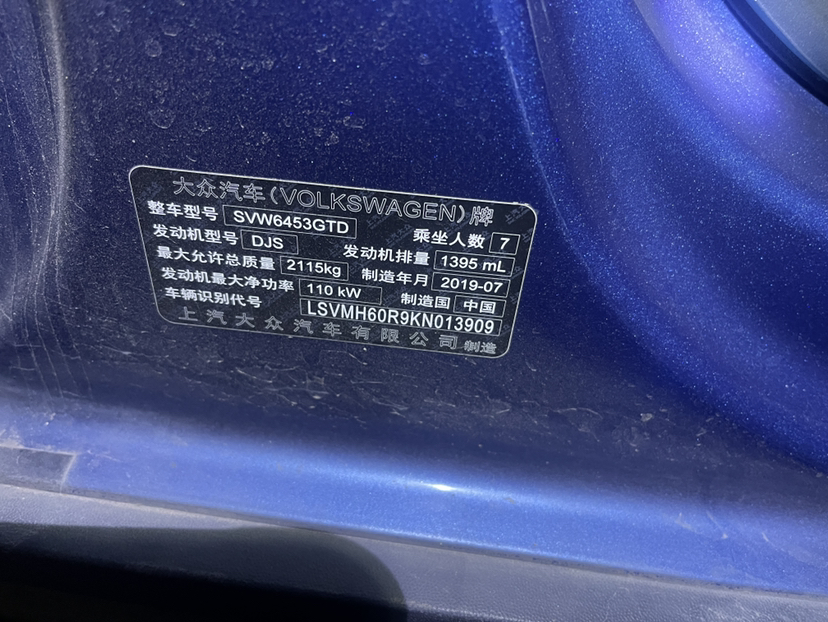 大众汽车(VOLKSWAGEN)牌
整车型号 SVW6453GTD 乘坐人数 7
发动机型号 DJS 发动机排量 1395 mL
最大允许总质量 2115kg 制造年月 2019-07
发动机最大净功率 110 kW 制造国 中国
车辆识别代号 LSVMH60R9KN013909
上汽大众汽车有限公司 制造